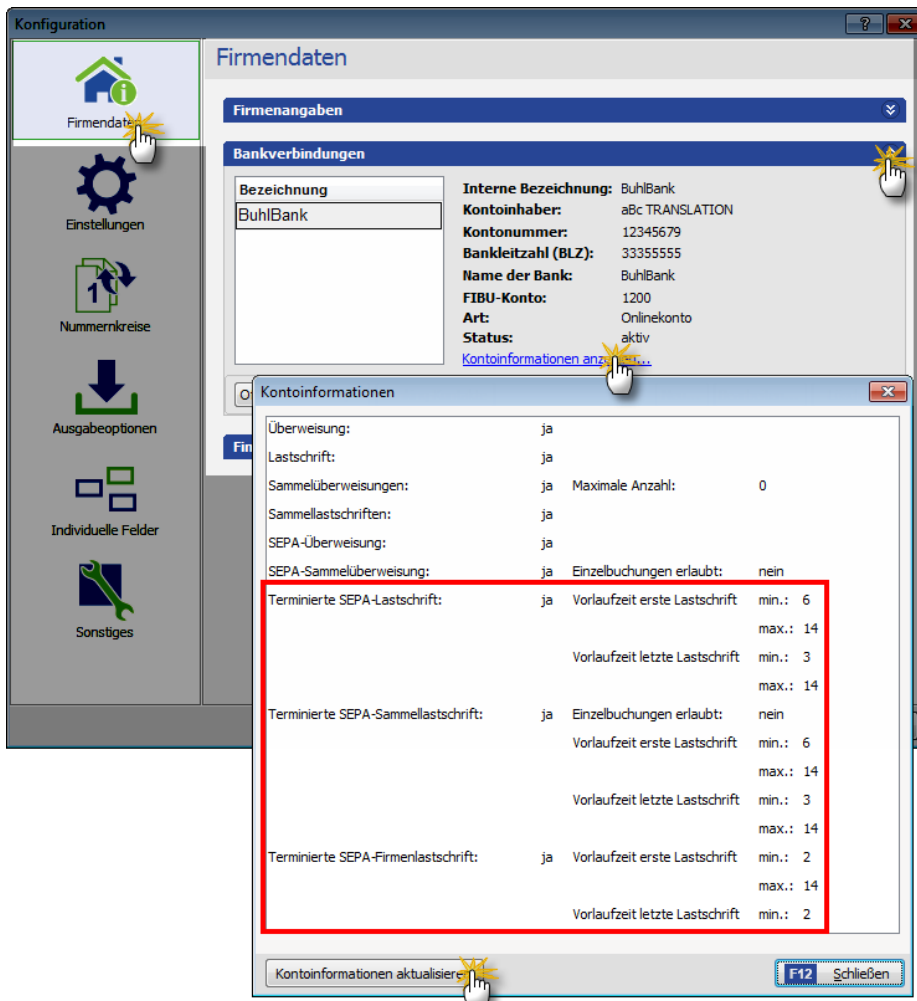 Konfiguration
Firmendaten
Einstellungen
Nummernkreise
Ausgabeoptionen
Individuelle Felder
Sonstiges
Firmendaten
Firmenangaben
Bankverbindungen
Bezeichnung
BuhlBank
Interne Bezeichnung: BuhlBank
Kontoinhaber: aBc TRANSLATION
Kontonummer: 12345679
Bankleitzahl (BLZ): 33355555
Name der Bank: BuhlBank
FIBU-Konto: 1200
Art: Onlinekonto
Status: aktiv
Kontoinformationen
Kontoinformationen
Überweisung: ja
Lastschrift: ja
Sammelüberweisungen: ja Maximale Anzahl: 0
Sammellastschriften: ja
SEPA-Überweisung: ja
SEPA-Sammelüberweisung: ja Einzelbuchungen erlaubt: nein
Terminierte SEPA-Lastschrift: ja Vorlaufzeit erste Lastschrift min.: 6
max.: 14
Vorlaufzeit letzte Lastschrift min.: 3
max.: 14
Terminierte SEPA-Sammellastschrift: ja Einzelbuchungen erlaubt: nein
Vorlaufzeit erste Lastschrift min.: 6
max.: 14
Vorlaufzeit letzte Lastschrift min.: 3
max.: 14
Terminierte SEPA-Firmenlastschrift: ja Vorlaufzeit erste Lastschrift min.: 2
max.: 14
Vorlaufzeit letzte Lastschrift min.: 2
Kontoinformationen aktualisieren
F12 Schließen